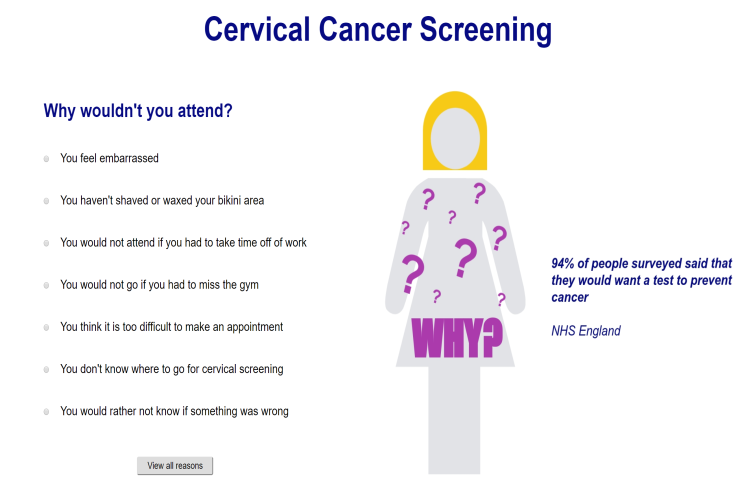 Cervical Cancer Screening
Why wouldn't you attend?
You feel embarrassed
You haven't shaved or waxed your bikini area
You would not attend if you had to take time off of work
You would not go if you had to miss the gym
You think it is too difficult to make an appointment
You don't know where to go for cervical screening
You would rather not know if something was wrong
View all reasons
? ?
? ?
? ?
?
? ?
WHY?
94% of people surveyed said that
they would want a test to prevent
cancer
NHS England